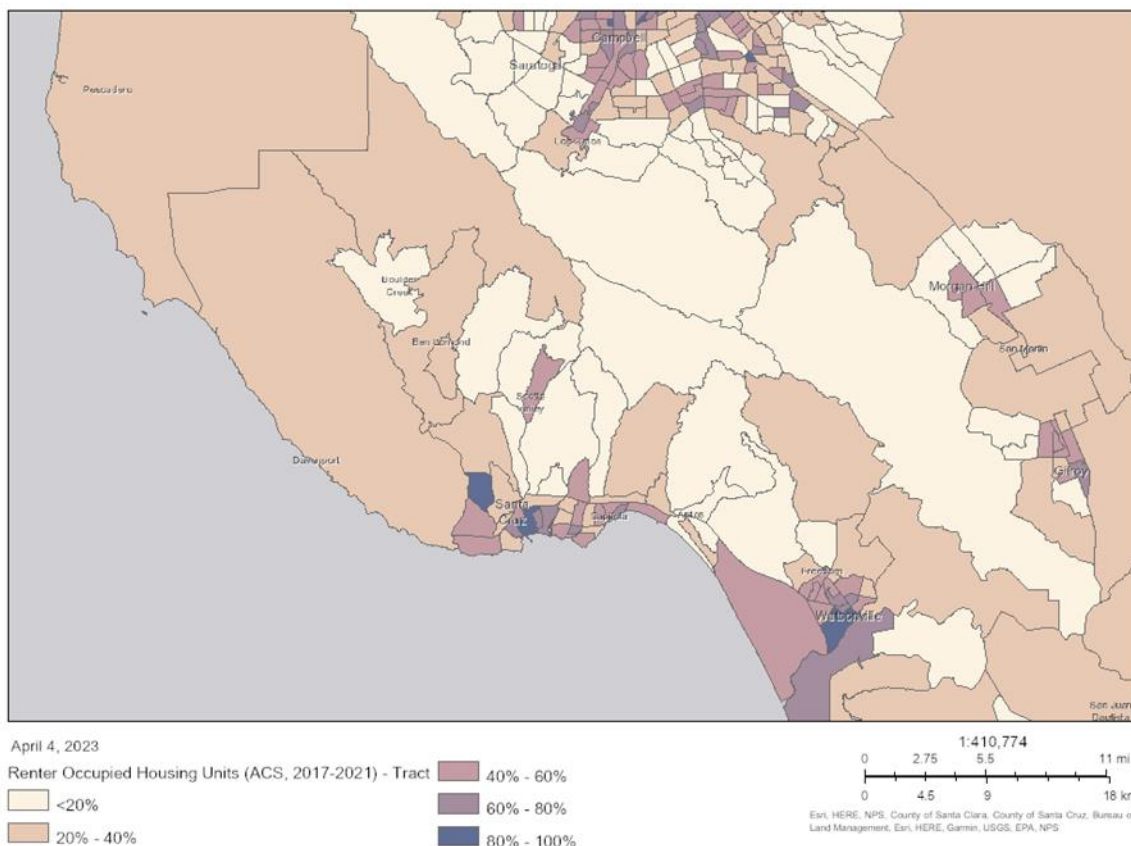 Campbell
Saratoga
Pescadero
Los Gatos
Boulder
Creek
Morgan Hill
Ben Lomond
San Martin
Scotts
Valley
Davenport
Gilroy
Santa
Cruz
Capitola
Aptos
Freedom
Watsonville
San Juan
Bautista
April 4, 2023
Renter Occupied Housing Units (ACS, 2017-2021) - Tract
<20%
20% - 40%
40% - 60%
60% - 80%
80% - 100%
1:410,774
0 2.75 5.5 11 mi
0 4.5 9 18 km
Esri, HERE, NPS, County of Santa Clara, County of Santa Cruz, Bureau of
Land Management, Esri, HERE, Garmin, USGS, EPA, NPS